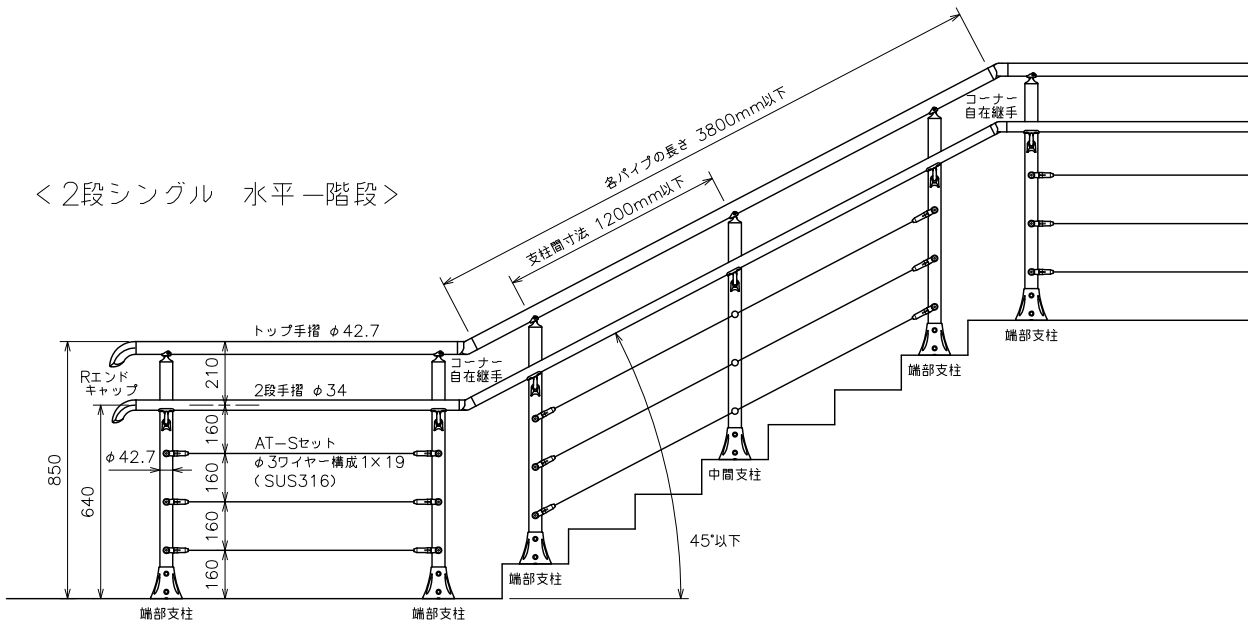 <2段シングル 水平ー階段>
各パイプの長さ 3800mm以下
支柱間寸法 1200mm以下
コーナー
自在継手
トップ手摺 φ42.7
コーナー
自在継手
Rエンド
キャップ
2段手摺 φ34
210
160
160
160
160
850
640
φ42.7
AT-Sセット
φ3ワイヤー構成1×19
(SUS316)
45°以下
端部支柱
端部支柱
端部支柱
中間支柱
端部支柱
端部支柱